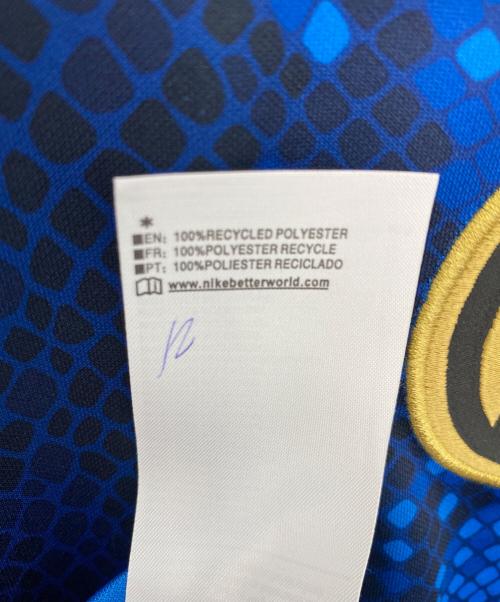 *
EN: 100%RECYCLED POLYESTER
FR: 100%POLYESTER RECYCLE
PT: 100%POLIESTER RECICLADO
www.nikebetterworld.com